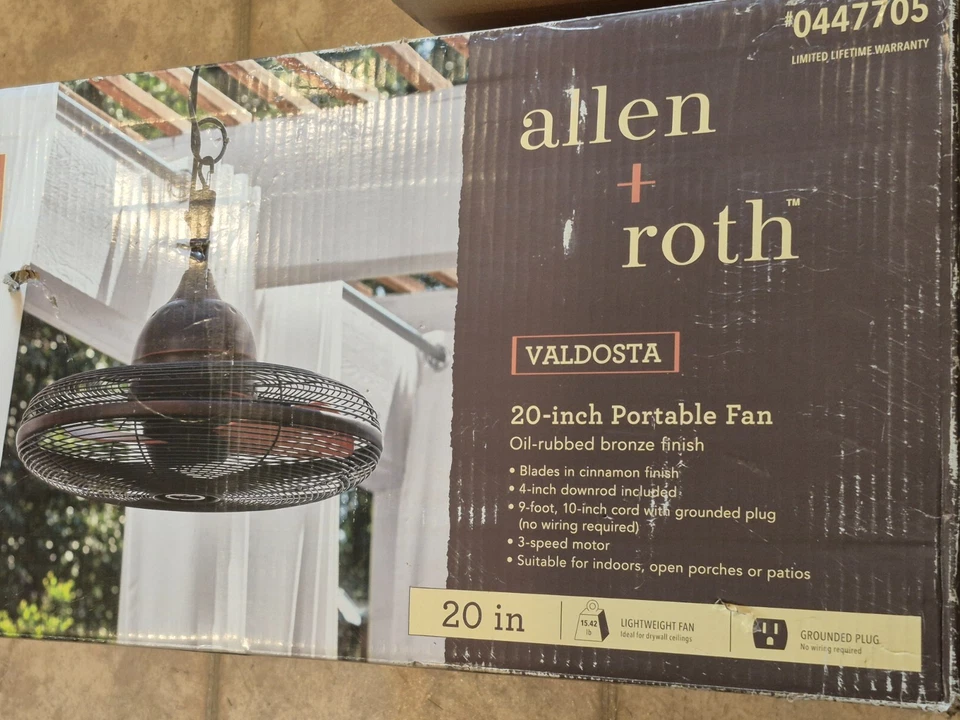 #0447705
LIMITED LIFETIME WARRANTY
allen
+
roth™
VALDOSTA
20-inch Portable Fan
Oil-rubbed bronze finish
• Blades in cinnamon finish
• 4-inch downrod included
• 9-foot, 10-inch cord with grounded plug
(no wiring required)
• 3-speed motor
• Suitable for indoors, open porches or patios
20 in
15.42
lb
LIGHTWEIGHT FAN
Ideal for drywall ceilings
GROUNDED PLUG
No wiring required